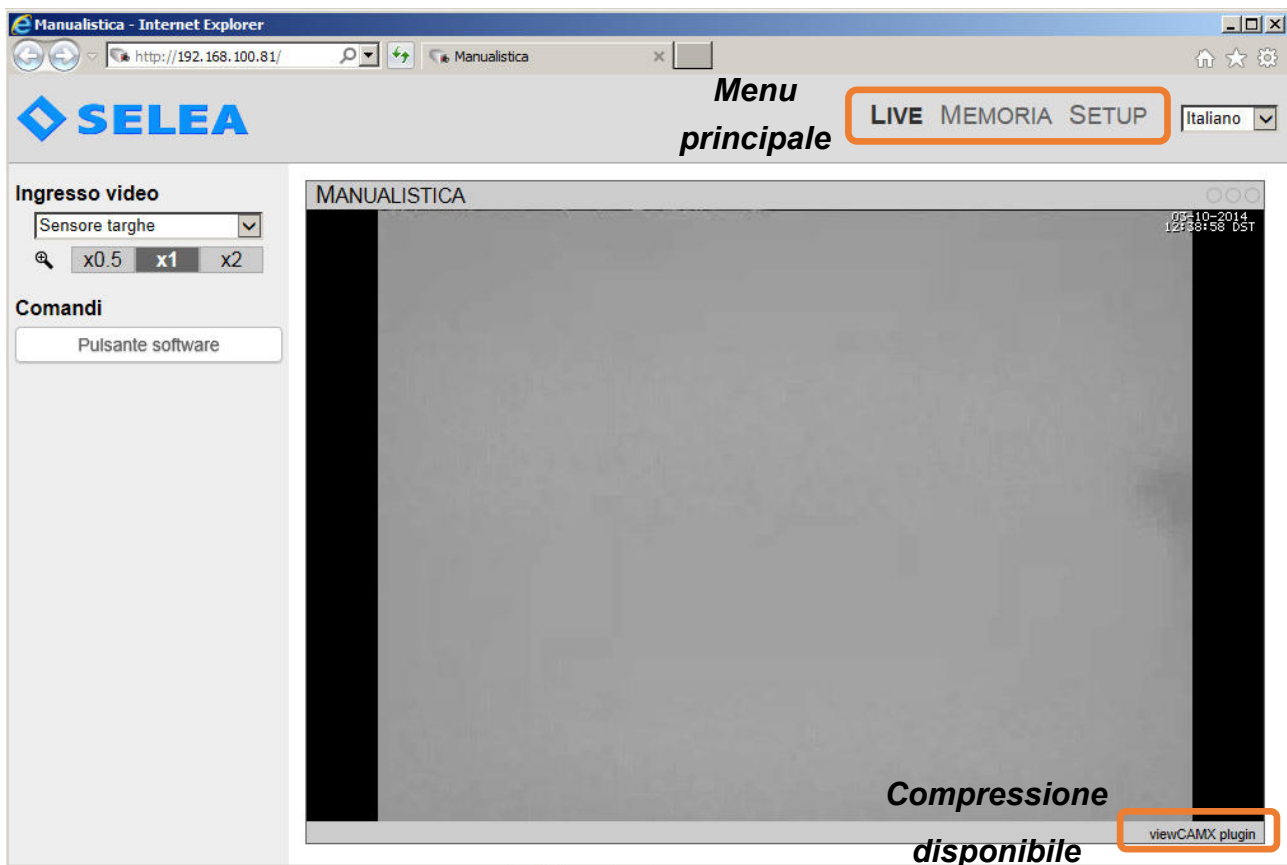 Manualistica - Internet Explorer
http://192.168.100.81/
Manualistica
SELEA
Menu
principale
LIVE MEMORIA SETUP
Italiano
Ingresso video
Sensore targhe
x0.5 x1 x2
Comandi
Pulsante software
MANUALISTICA
03-10-2014
12:38:58 DST
Compressione
disponibile
viewCAMX plugin